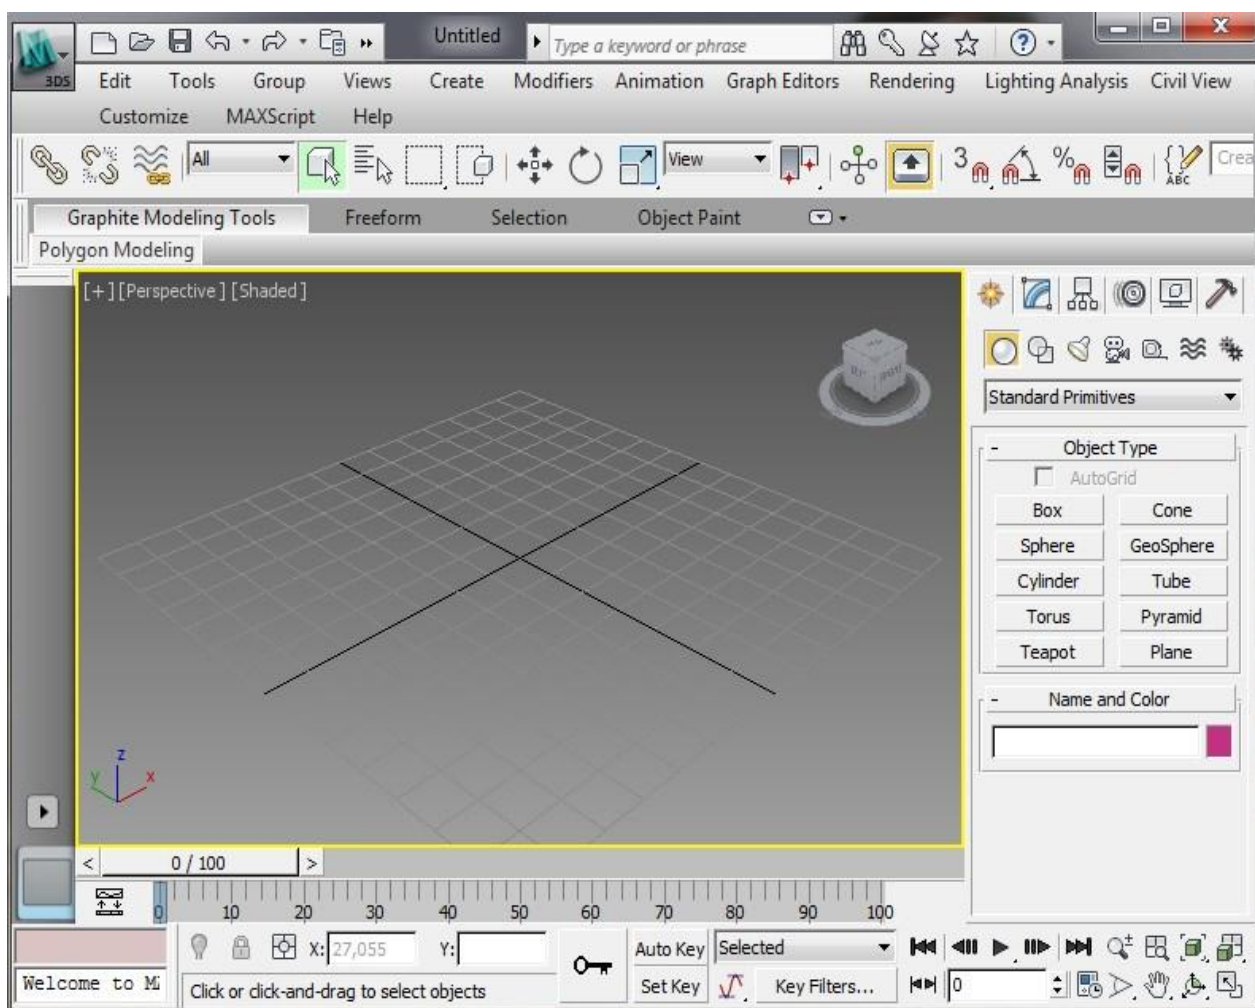 Untitled
Type a keyword or phrase
3DS
Edit Tools Group Views Create Modifiers Animation Graph Editors Rendering Lighting Analysis Civil View
Customize MAXScript Help
All
View
3
%
ABC
Crea
Graphite Modeling Tools Freeform Selection Object Paint
Polygon Modeling
[+][Perspective][Shaded]
Standard Primitives
- Object Type
AutoGrid
Box Cone
Sphere GeoSphere
Cylinder Tube
Torus Pyramid
Teapot Plane
- Name and Color
z
y x
< 0 / 100 >
0 10 20 30 40 50 60 70 80 90 100
X: 27,055 Y: Auto Key Selected
Welcome to Mi Click or click-and-drag to select objects Set Key Key Filters... 0